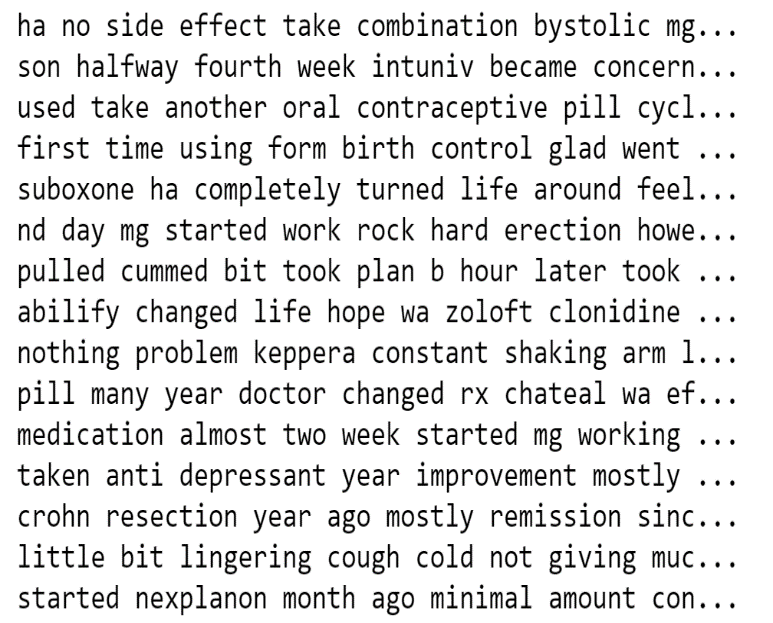 ha no side effect take combination bystolic mg...
son halfway fourth week intuniv became concern...
used take another oral contraceptive pill cycl...
first time using form birth control glad went ...
suboxone ha completely turned life around feel...
nd day mg started work rock hard erection howe...
pulled cummed bit took plan b hour later took ...
abilify changed life hope wa zoloft clonidine ...
nothing problem keppera constant shaking arm l...
pill many year doctor changed rx chateal wa ef...
medication almost two week started mg working ...
taken anti depressant year improvement mostly ...
crohn resection year ago mostly remission sinc...
little bit lingering cough cold not giving muc...
started nexplanon month ago minimal amount con...